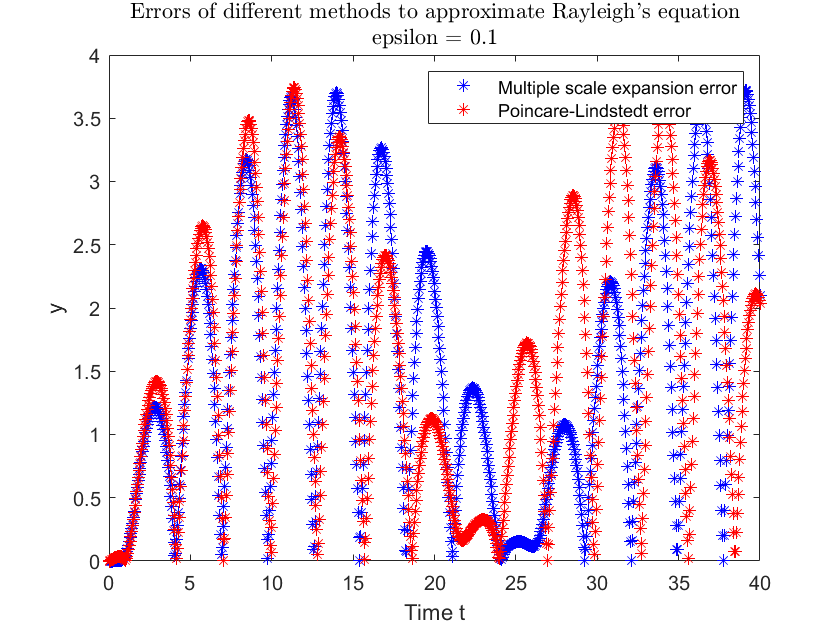 Errors of different methods to approximate Rayleigh's equation
epsilon = 0.1
Multiple scale expansion error
Poincare-Lindstedt error
y
4
3.5
3
2.5
2
1.5
1
0.5
0
0 5 10 15 20 25 30 35 40
Time t